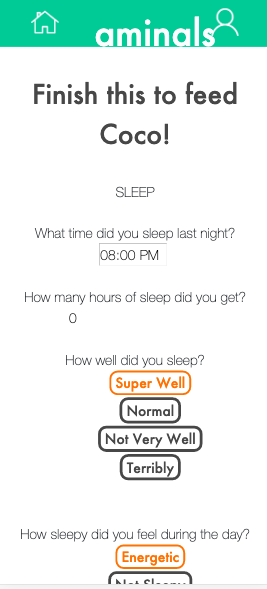 aminals
Finish this to feed
Coco!
SLEEP
What time did you sleep last night?
08:00 PM
How many hours of sleep did you get?
0
How well did you sleep?
Super Well
Normal
Not Very Well
Terribly
How sleepy did you feel during the day?
Energetic
Not Sleepy